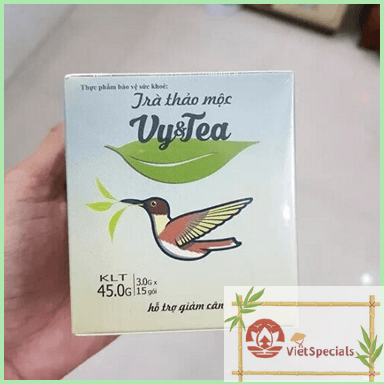 Thực phẩm bảo vệ sức khoẻ:
Trà thảo mộc
Vy&Tea
KLT
45.0G
3.0G x
15 gói
hỗ trợ giảm cân
VietSpecials